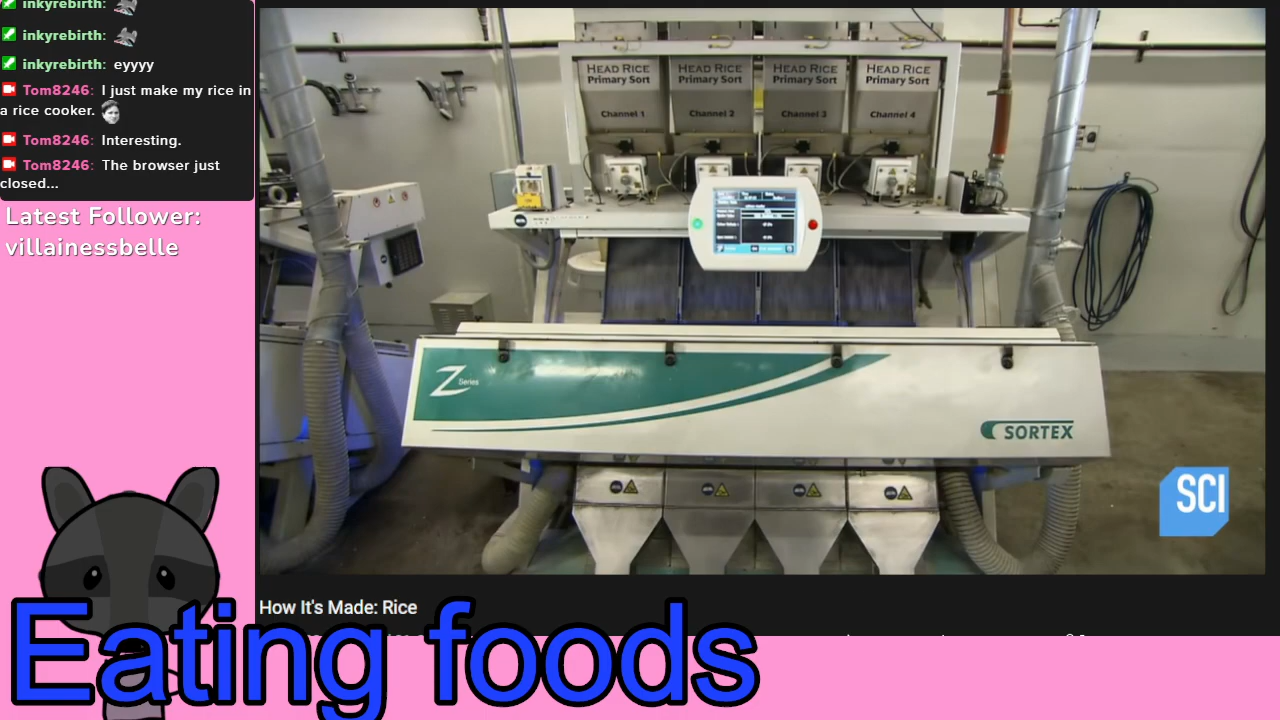 inkyrebirth:
inkyrebirth:
inkyrebirth: eyyyy
Tom8246: I just make my rice in
a rice cooker.
Tom8246: Interesting.
Tom8246: The browser just
closed...
Latest Follower:
villainessbelle
HEAD RICE
Primary Sort
Channel 1
HEAD RICE
Primary Sort
Channel 2
HEAD RICE
Primary Sort
Channel 3
HEAD RICE
Primary Sort
Channel 4
Z Series
SORTEX
SCI
How It's Made: Rice
Eating foods